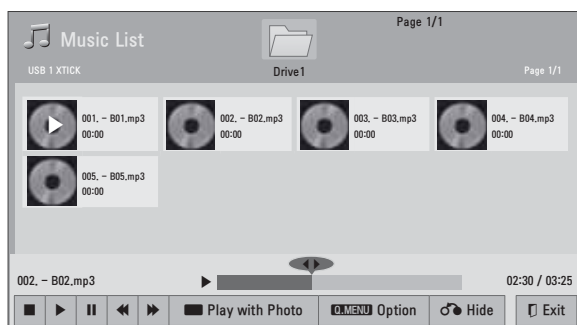 Page 1/1
Music List
USB 1 XTICK
Drive1
Page 1/1
001. - B01.mp3
00:00
002. - B02.mp3
00:00
003. - B03.mp3
00:00
004. - B04.mp3
00:00
005. - B05.mp3
00:00
002. - B02.mp3
02:30 / 03:25
Play with Photo
Q.MENU Option
Hide
Exit